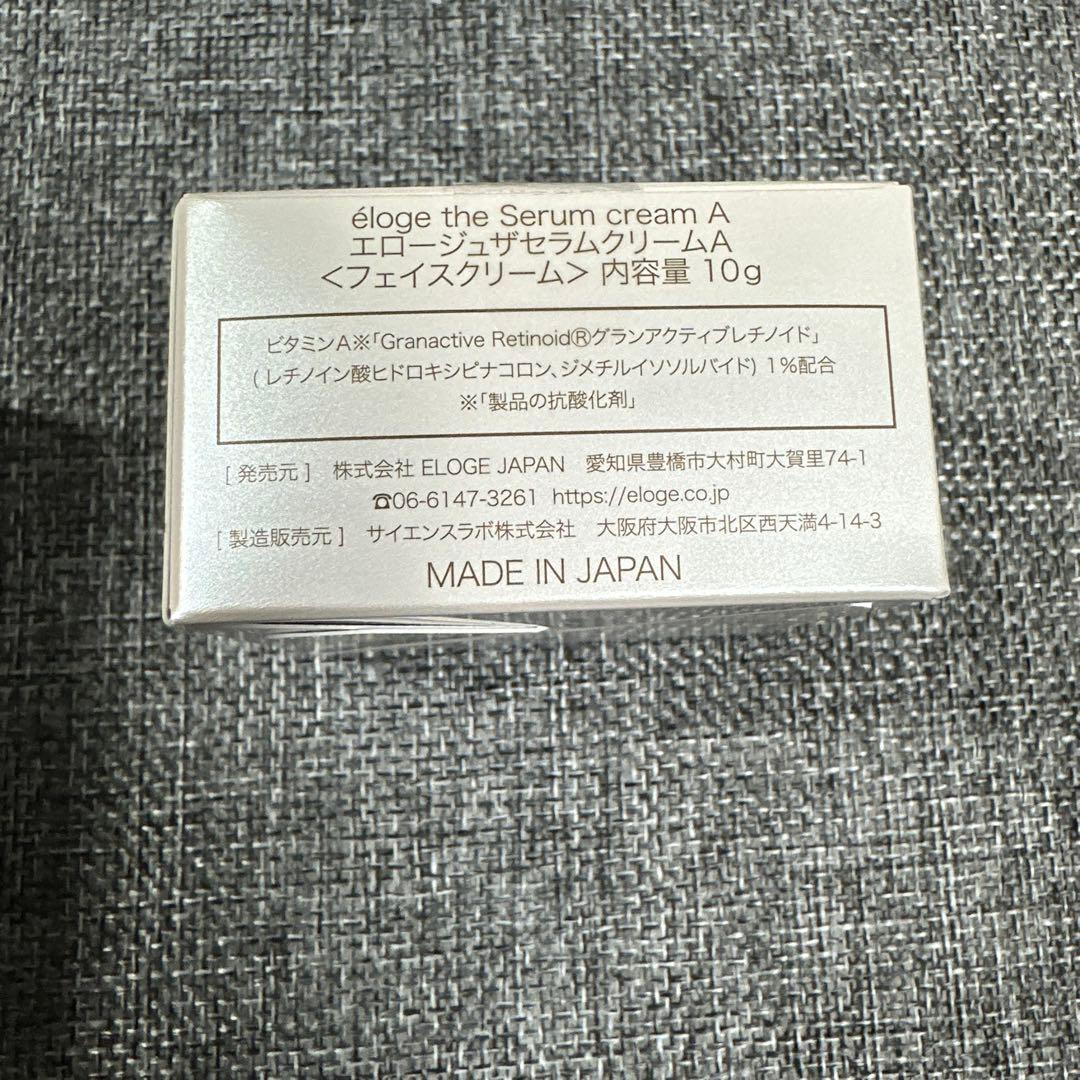 éloge the Serum cream A
エロージュザセラムクリームA
＜フェイスクリーム＞ 内容量 10g
ビタミンA※「Granactive Retinoid®グランアクティブレチノイド」
( レチノイン酸ヒドロキシピナコロン、ジメチルイソソルバイド) 1%配合
※「製品の抗酸化剤」
[ 発売元 ] 株式会社 ELOGE JAPAN 愛知県豊橋市大村町大賀里74-1
☎06-6147-3261 https://eloge.co.jp
[ 製造販売元 ] サイエンスラボ株式会社 大阪府大阪市北区西天満4-14-3
MADE IN JAPAN